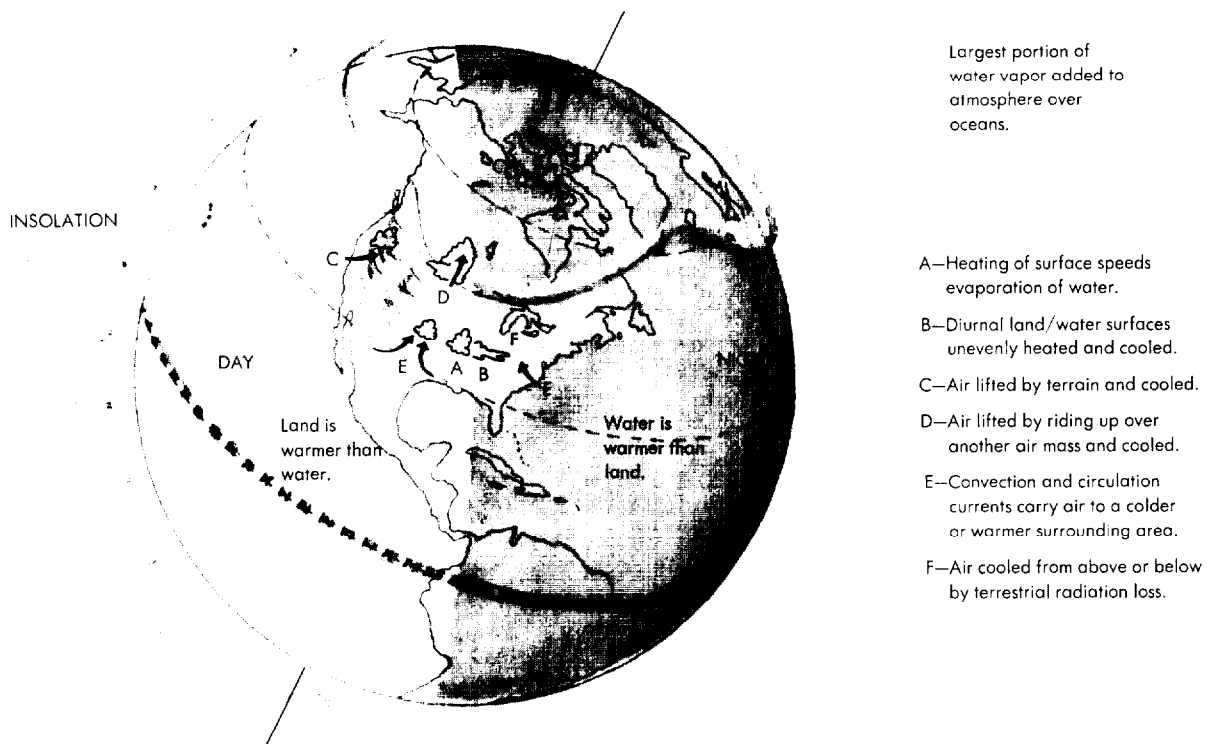 Largest portion of
water vapor added to
atmosphere over
oceans.
INSOLATION
C
D
F
E
A
B
DAY
Land is
warmer than
water.
Water is
warmer than
land.
A—Heating of surface speeds
evaporation of water.
B—Diurnal land/water surfaces
unevenly heated and cooled.
C—Air lifted by terrain and cooled.
D—Air lifted by riding up over
another air mass and cooled.
E—Convection and circulation
currents carry air to a colder
or warmer surrounding area.
F—Air cooled from above or below
by terrestrial radiation loss.